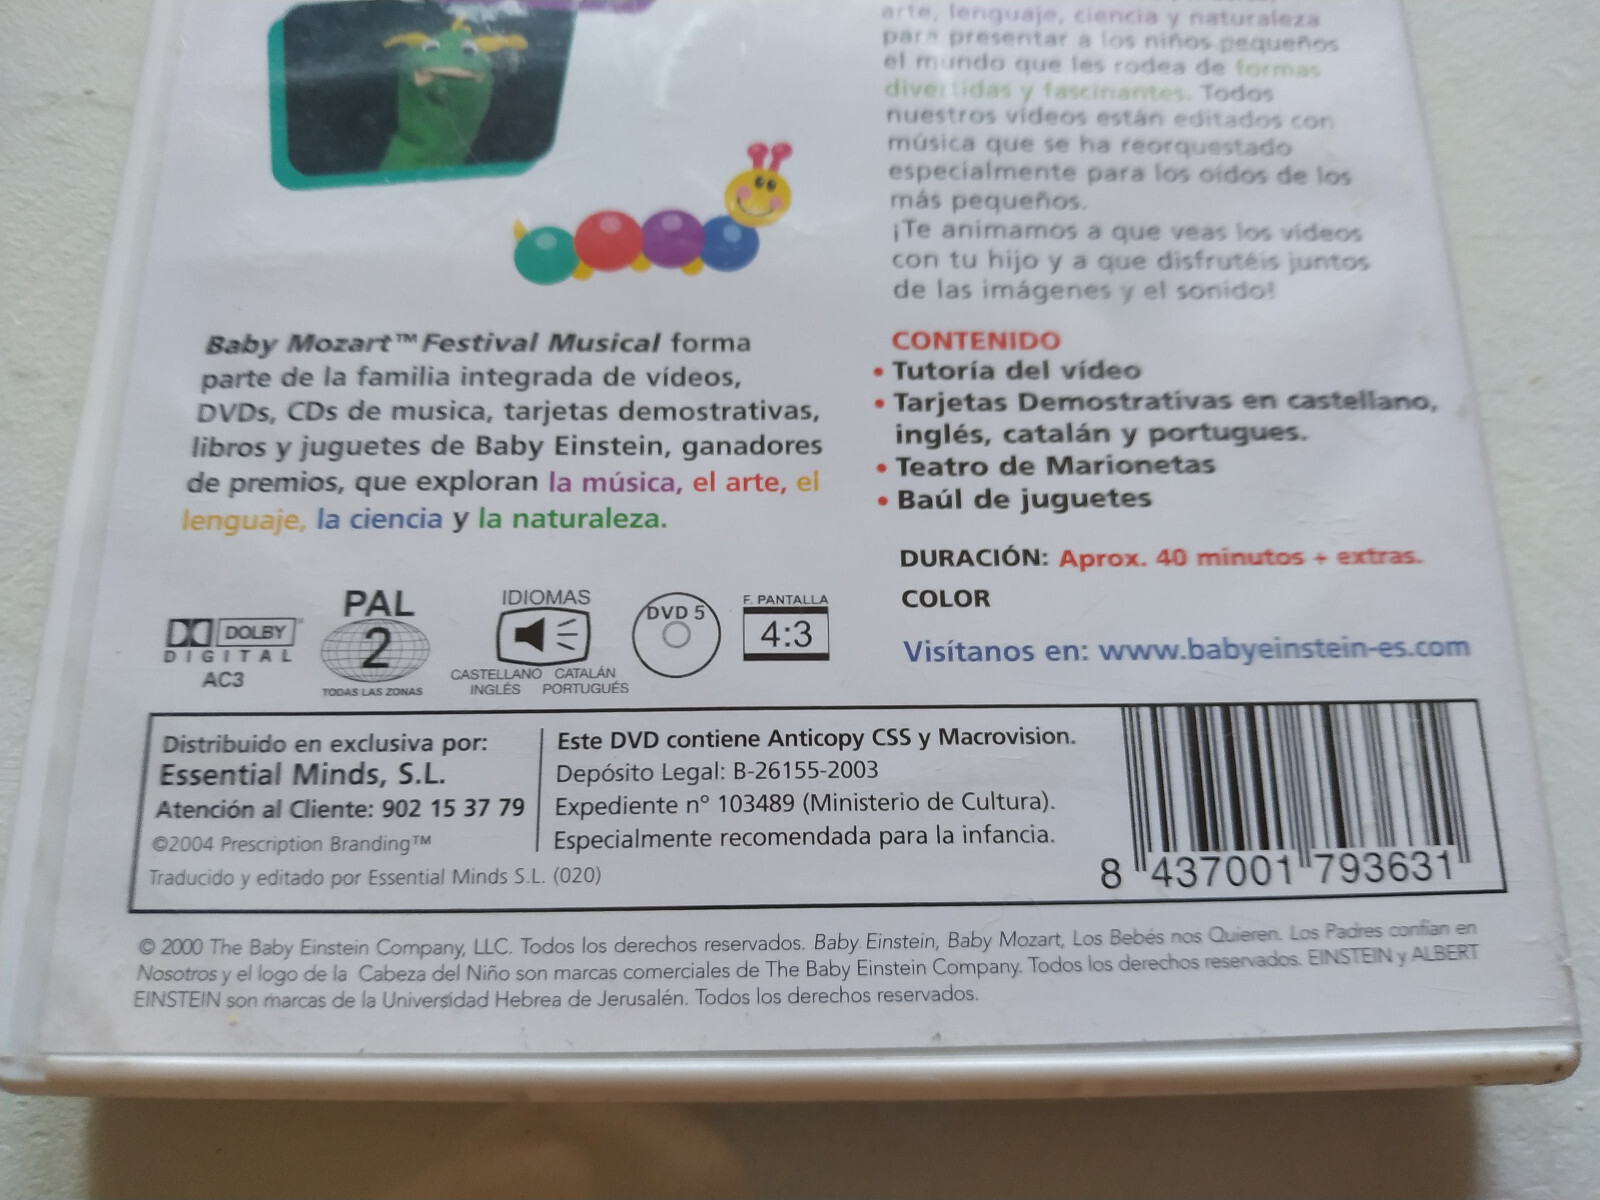 arte, lenguaje, ciencia y naturaleza
para presentar a los niños pequeños
el mundo que les rodea de formas
divertidas y fascinantes. Todos
nuestros vídeos están editados con
música que se ha reorquestado
especialmente para los oídos de los
más pequeños.
¡Te animamos a que veas los vídeos
con tu hijo y a que disfrutéis juntos
de las imágenes y el sonido!
Baby Mozart™ Festival Musical forma
parte de la familia integrada de vídeos,
DVDs, CDs de musica, tarjetas demostrativas,
libros y juguetes de Baby Einstein, ganadores
de premios, que exploran la música, el arte, el
lenguaje, la ciencia y la naturaleza.
CONTENIDO
• Tutoría del vídeo
• Tarjetas Demostrativas en castellano,
inglés, catalán y portugues.
• Teatro de Marionetas
• Baúl de juguetes
DURACIÓN: Aprox. 40 minutos + extras.
COLOR
Visítanos en: www.babyeinstein-es.com
DOLBY
DIGITAL
AC3
PAL
2
TODAS LAS ZONAS
IDIOMAS
CASTELLANO CATALÁN
INGLÉS PORTUGUÉS
DVD 5
F. PANTALLA
4:3
Distribuido en exclusiva por:
Essential Minds, S.L.
Atención al Cliente: 902 15 37 79
©2004 Prescription Branding™
Traducido y editado por Essential Minds S.L. (020)
Este DVD contiene Anticopy CSS y Macrovision.
Depósito Legal: B-26155-2003
Expediente nº 103489 (Ministerio de Cultura).
Especialmente recomendada para la infancia.
8 437001 793631
© 2000 The Baby Einstein Company, LLC. Todos los derechos reservados. Baby Einstein, Baby Mozart, Los Bebés nos Quieren. Los Padres confían en
Nosotros y el logo de la Cabeza del Niño son marcas comerciales de The Baby Einstein Company. Todos los derechos reservados. EINSTEIN y ALBERT
EINSTEIN son marcas de la Universidad Hebrea de Jerusalén. Todos los derechos reservados.